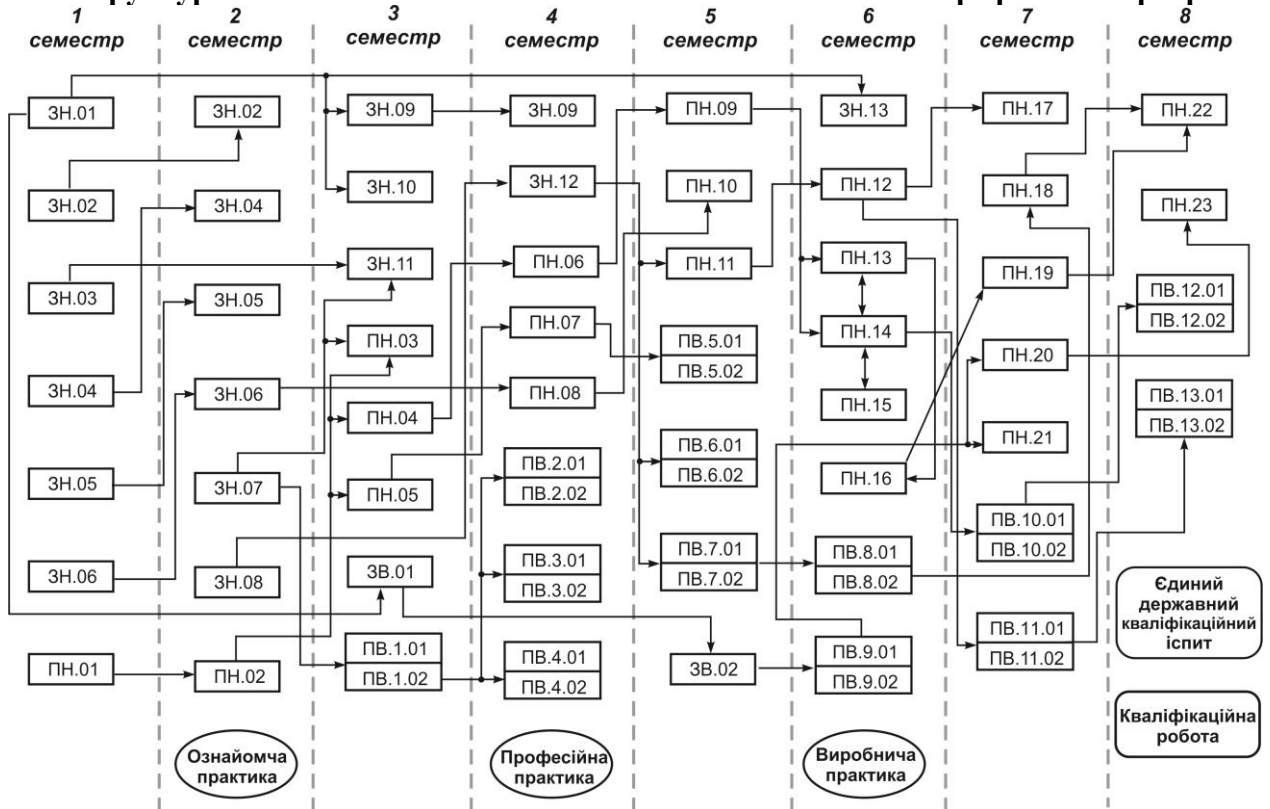 1 семестр
2 семестр
3 семестр
4 семестр
5 семестр
6 семестр
7 семестр
8 семестр
ЗН.01
ЗН.02
ЗН.03
ЗН.04
ЗН.05
ЗН.06
ПН.01
ЗН.02
ЗН.04
ЗН.05
ЗН.06
ЗН.07
ЗН.08
ПН.02
Ознайомча
практика
ЗН.09
ЗН.10
ЗН.11
ПН.03
ПН.04
ПН.05
ЗВ.01
ПВ.1.01
ПВ.1.02
ЗН.09
ЗН.12
ПН.06
ПН.07
ПН.08
ПВ.2.01
ПВ.2.02
ПВ.3.01
ПВ.3.02
ПВ.4.01
ПВ.4.02
Професійна
практика
ПН.09
ПН.10
ПН.11
ПВ.5.01
ПВ.5.02
ПВ.6.01
ПВ.6.02
ПВ.7.01
ПВ.7.02
ЗВ.02
ЗН.13
ПН.12
ПН.13
ПН.14
ПН.15
ПН.16
ПВ.8.01
ПВ.8.02
ПВ.9.01
ПВ.9.02
Виробнича
практика
ПН.17
ПН.18
ПН.19
ПН.20
ПН.21
ПВ.10.01
ПВ.10.02
ПВ.11.01
ПВ.11.02
ПН.22
ПН.23
ПВ.12.01
ПВ.12.02
ПВ.13.01
ПВ.13.02
Єдиний
державний
кваліфікаційний
іспит
Кваліфікаційна
робота